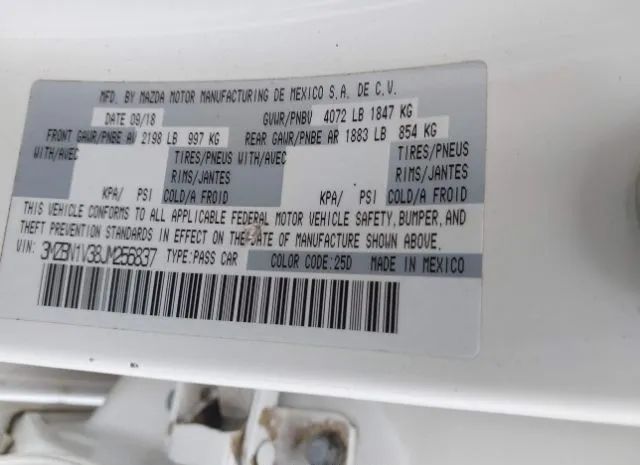 MFD. BY MAZDA MOTOR MANUFACTURING DE MEXICO S.A. DE C.V.
DATE 09/18 GVWR/PNBV 4072 LB 1847 KG
FRONT GAWR/PNBE AV 2198 LB 997 KG REAR GAWR/PNBE AR 1883 LB 854 KG
WITH/AVEC TIRES/PNEUS WITH/AVEC TIRES/PNEUS
RIMS/JANTES RIMS/JANTES
KPA/ PSI COLD/A FROID KPA/ PSI COLD/A FROID
THIS VEHICLE CONFORMS TO ALL APPLICABLE FEDERAL MOTOR VEHICLE SAFETY, BUMPER, AND
THEFT PREVENTION STANDARDS IN EFFECT ON THE DATE OF MANUFACTURE SHOWN ABOVE.
VIN: 3MZBN1V38JM256837 TYPE:PASS CAR COLOR CODE:25D MADE IN MEXICO